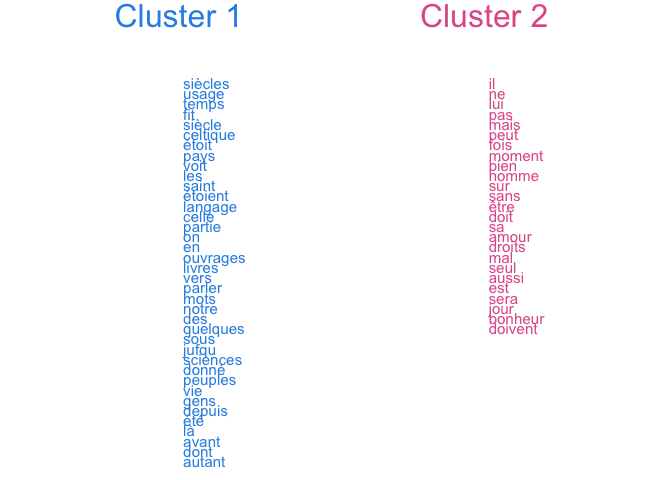 Cluster 1
siècles
usage
temps
fit
siècle
celtique
étoit
pays
voit
les
saint
étoient
langage
celle
partie
on
en
ouvrages
livres
vers
parler
mots
notre
des
quelques
sous
jufqu
sciences
donné
peuples
vie
gens
depuis
été
là
avant
dont
autant
Cluster 2
il
ne
lui
pas
mais
peut
fois
moment
bien
homme
sur
sans
être
doit
sa
amour
droits
mal
seul
aussi
est
sera
jour
bonheur
doivent